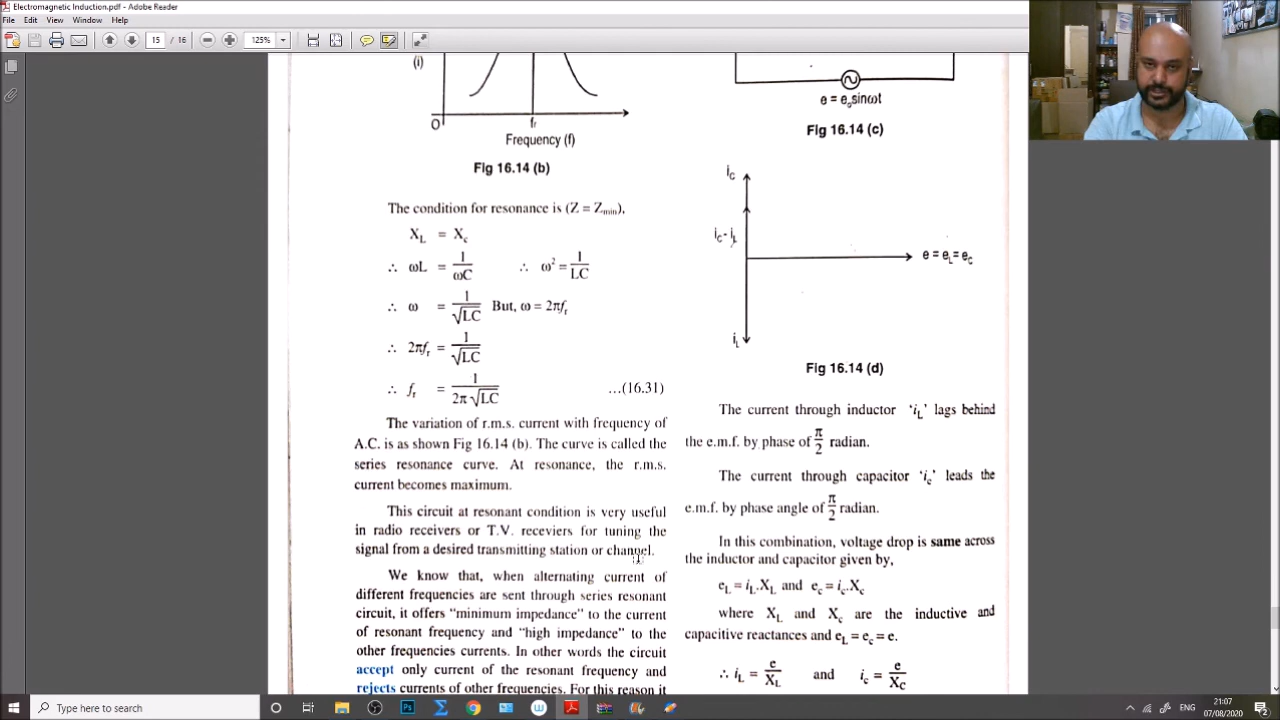 Electromagnetic Induction.pdf - Adobe Reader
File Edit View Window Help
15 / 16 125%
(i)
O
fr
Frequency (f)
Fig 16.14 (b)
The condition for resonance is (Z = Zmin),
XL = Xc
∴ ωL = 1/ωC ∴ ω² = 1/LC
∴ ω = 1/√LC But, ω = 2πfr
∴ 2πfr = 1/√LC
∴ fr = 1/2π√LC ...(16.31)
The variation of r.m.s. current with frequency of
A.C. is as shown Fig 16.14 (b). The curve is called the
series resonance curve. At resonance, the r.m.s.
current becomes maximum.
This circuit at resonant condition is very useful
in radio receivers or T.V. receviers for tuning the
signal from a desired transmitting station or channel.
We know that, when alternating current of
different frequencies are sent through series resonant
circuit, it offers “minimum impedance” to the current
of resonant frequency and “high impedance” to the
other frequencies currents. In other words the circuit
accept only current of the resonant frequency and
rejects currents of other frequencies. For this reason it
e = e₀sinωt
Fig 16.14 (c)
iC
iC - iL
e = eL = eC
iL
Fig 16.14 (d)
The current through inductor ‘iL’ lags behind
the e.m.f. by phase of π/2 radian.
The current through capacitor ‘ic’ leads the
e.m.f. by phase angle of π/2 radian.
In this combination, voltage drop is same across
the inductor and capacitor given by,
eL = iL.XL and ec = ic.Xc
where XL and Xc are the inductive and
capacitive reactances and eL = ec = e.
∴ iL = e/XL and ic = e/XC
Type here to search
ENG
21:07
07/08/2020
2